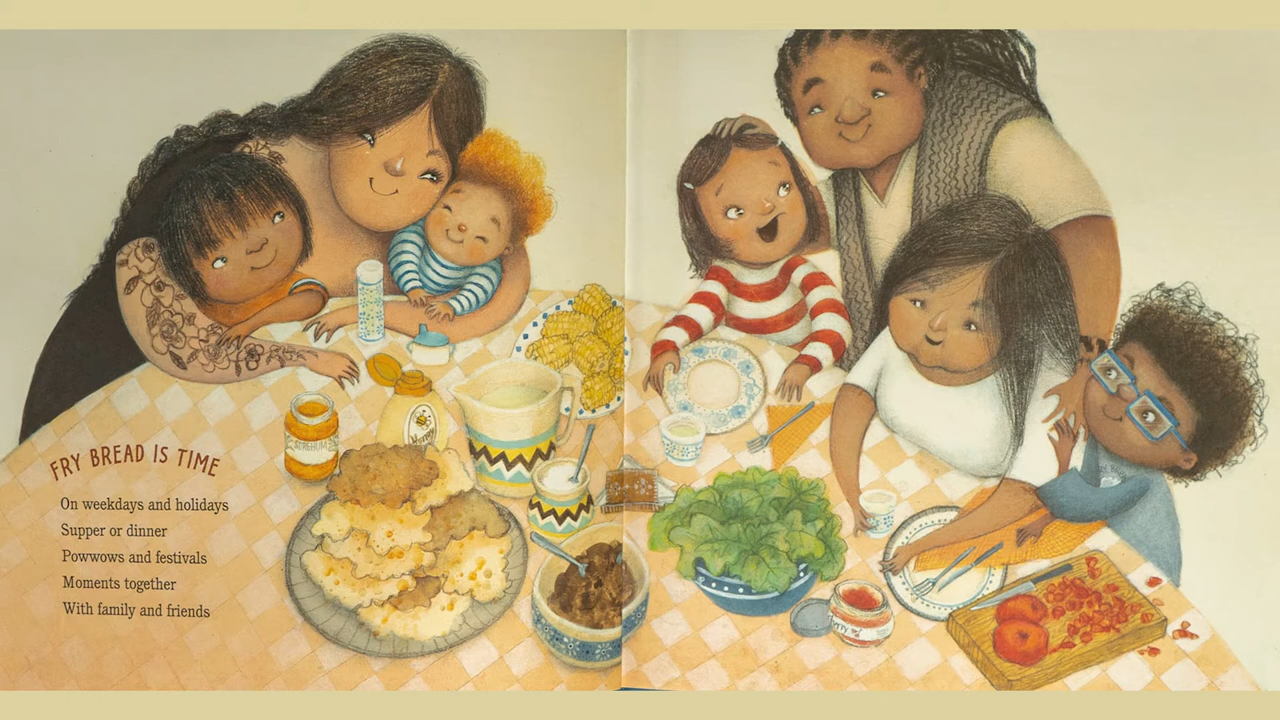 FRY BREAD IS TIME
On weekdays and holidays
Supper or dinner
Powwows and festivals
Moments together
With family and friends
Honey